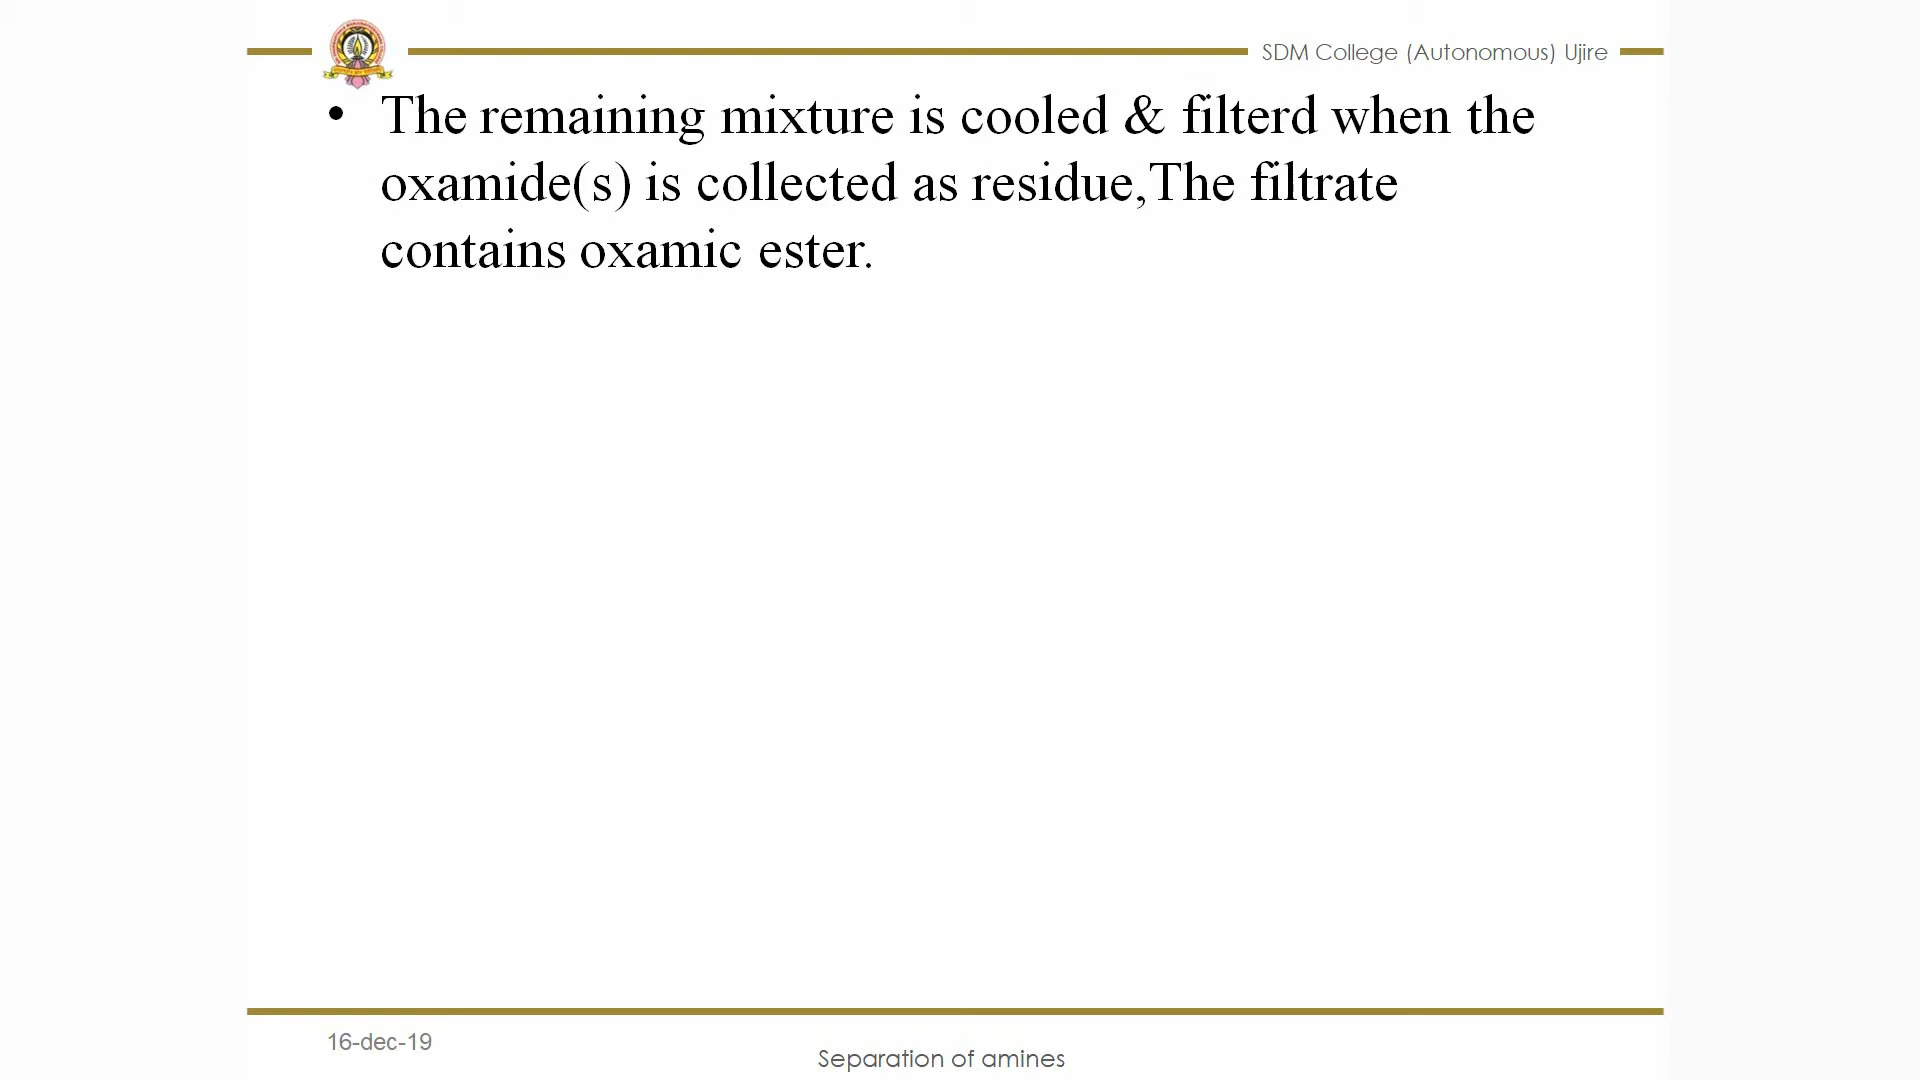 SDM College (Autonomous) Ujire
• The remaining mixture is cooled & filterd when the
oxamide(s) is collected as residue,The filtrate
contains oxamic ester.
16-dec-19
Separation of amines